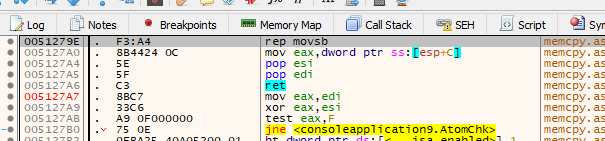 Log Notes Breakpoints Memory Map Call Stack SEH Script
0051279E . F3:A4 rep movsb memcpy.as
005127A0 . 8B4424 0C mov eax,dword ptr ss:[esp+C] memcpy.as
005127A4 . 5E pop esi memcpy.as
005127A5 . 5F pop edi memcpy.as
005127A6 . C3 ret memcpy.as
005127A7 . 8BC7 mov eax,edi memcpy.as
005127A9 . 33C6 xor eax,esi memcpy.as
005127AB . A9 0F000000 test eax,F memcpy.as
005127B0 . 75 0E jne <consoleapplication9.AtomChk> memcpy.as